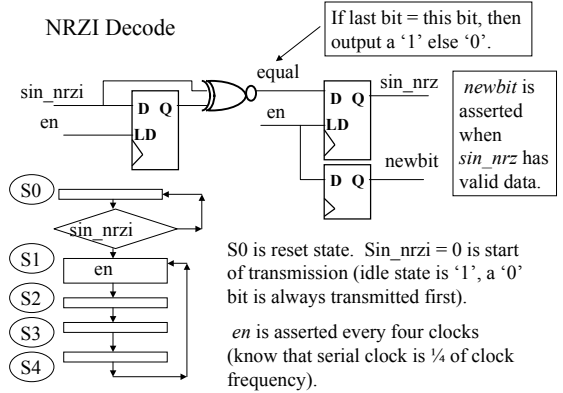 NRZI Decode
If last bit = this bit, then
output a ‘1’ else ‘0’.
equal
sin_nrzi
D Q
LD
en
en
D Q
LD
sin_nrz
D Q
newbit
newbit is
asserted
when
sin_nrz has
valid data.
S0
sin_nrzi
S1
en
S2
S3
S4
S0 is reset state. Sin_nrzi = 0 is start
of transmission (idle state is ‘1’, a ‘0’
bit is always transmitted first).
en is asserted every four clocks
(know that serial clock is ¼ of clock
frequency).